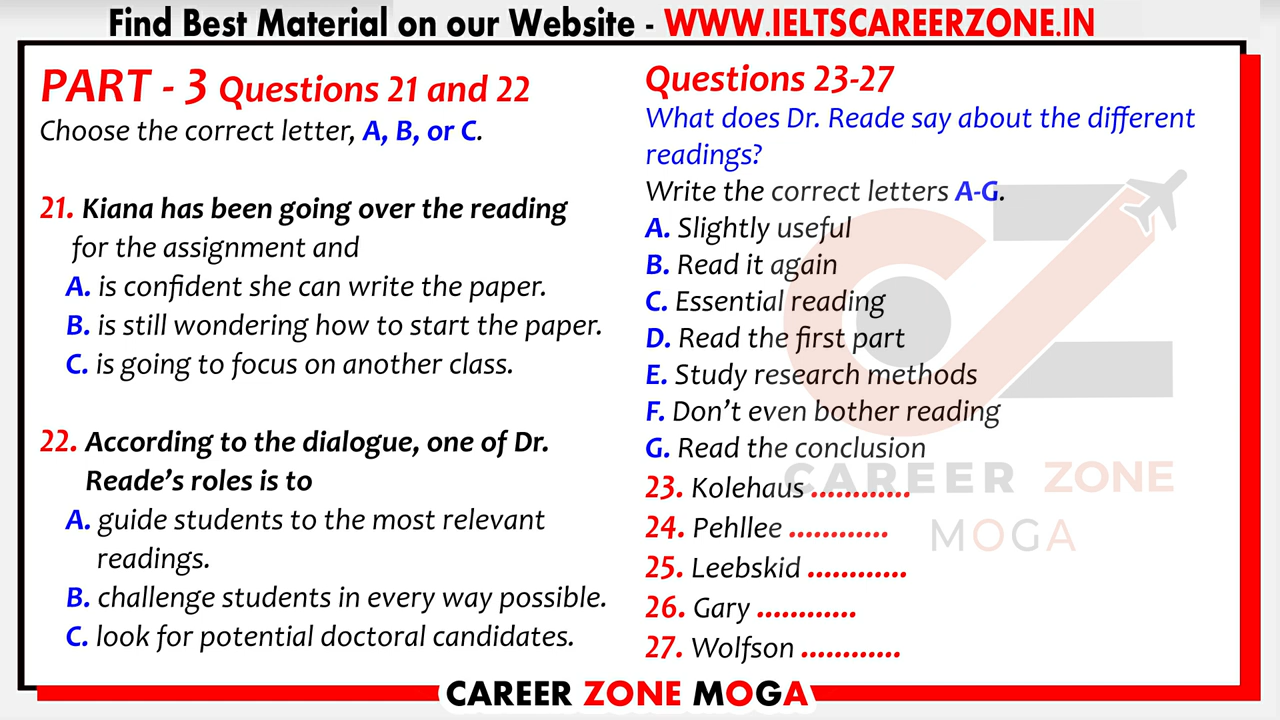 Find Best Material on our Website - WWW.IELTSCAREERZONE.IN
PART - 3 Questions 21 and 22
Choose the correct letter, A, B, or C.
21. Kiana has been going over the reading
for the assignment and
A. is confident she can write the paper.
B. is still wondering how to start the paper.
C. is going to focus on another class.
22. According to the dialogue, one of Dr.
Reade's roles is to
A. guide students to the most relevant
readings.
B. challenge students in every way possible.
C. look for potential doctoral candidates.
Questions 23-27
What does Dr. Reade say about the different
readings?
Write the correct letters A-G.
A. Slightly useful
B. Read it again
C. Essential reading
D. Read the first part
E. Study research methods
F. Don't even bother reading
G. Read the conclusion
23. Kolehaus ............
24. Pehllee ............
25. Leebskid ............
26. Gary ............
27. Wolfson ............
CAREER ZONE
MOGA
CAREER ZONE MOGA